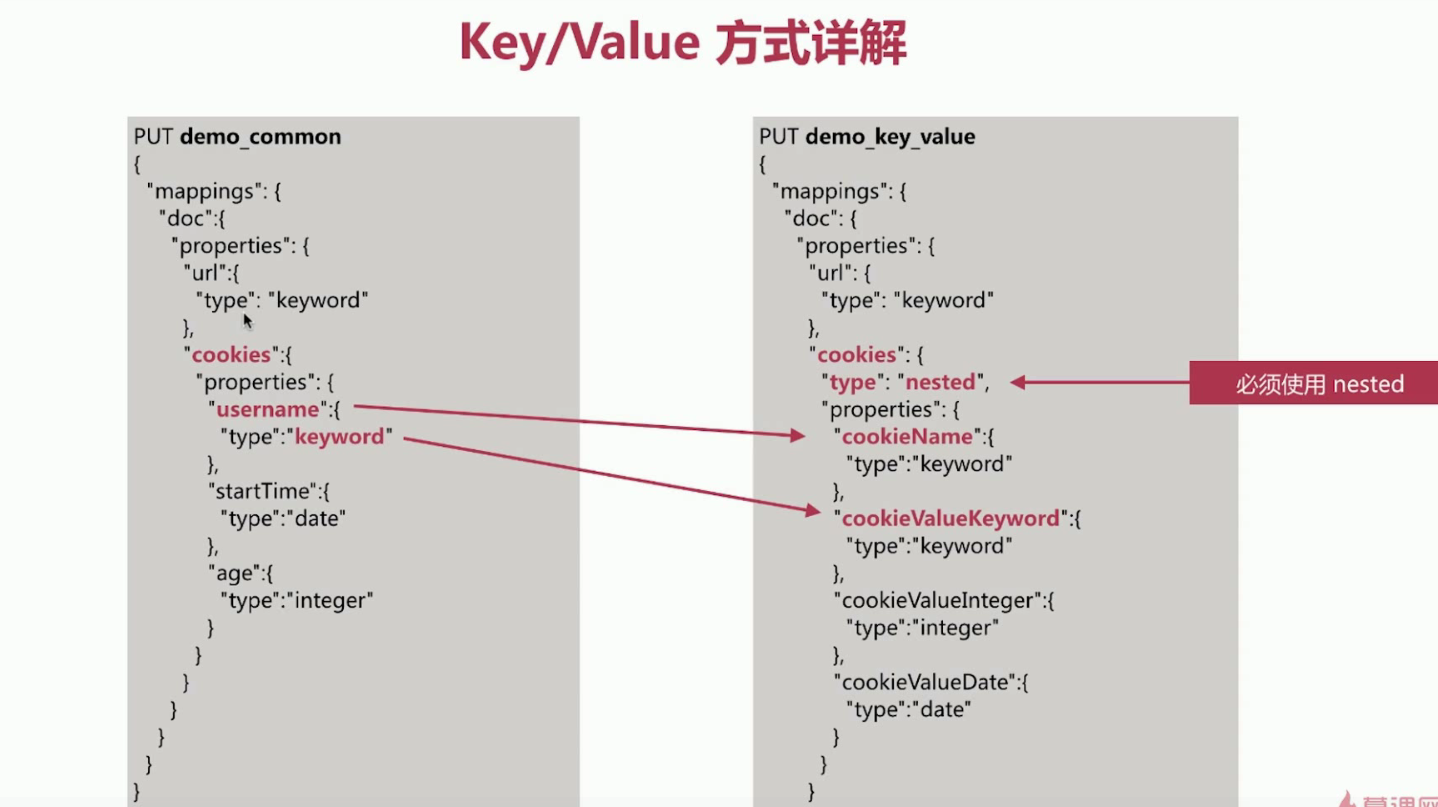 Key/Value 方式详解
PUT demo_common
{
"mappings": {
"doc":{
"properties": {
"url":{
"type": "keyword"
},
"cookies":{
"properties": {
"username":{
"type":"keyword"
},
"startTime":{
"type":"date"
},
"age":{
"type":"integer"
}
}
}
}
}
}
}
PUT demo_key_value
{
"mappings": {
"doc": {
"properties": {
"url": {
"type": "keyword"
},
"cookies": {
"type": "nested",
"properties": {
"cookieName":{
"type":"keyword"
},
"cookieValueKeyword":{
"type":"keyword"
},
"cookieValueInteger":{
"type":"integer"
},
"cookieValueDate":{
"type":"date"
}
}
}
必须使用 nested